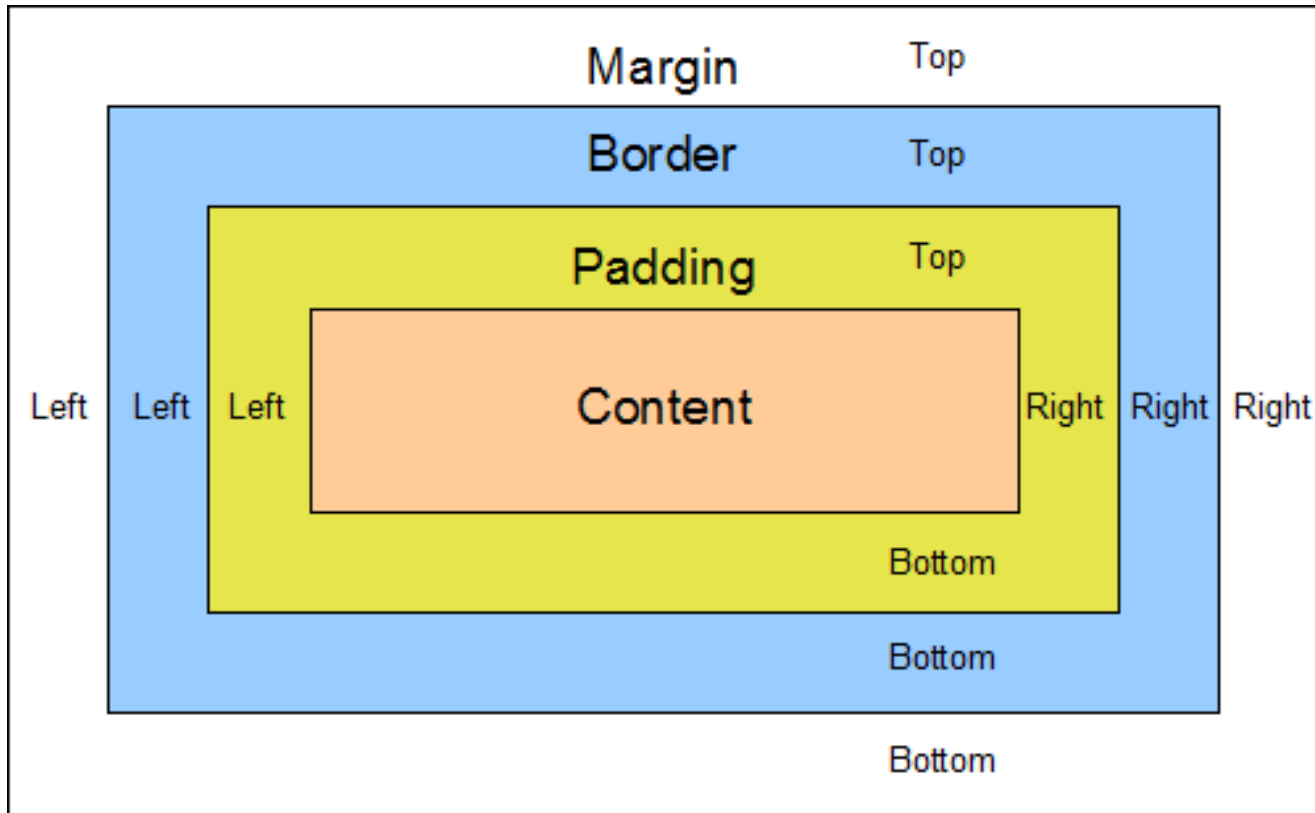 Margin Top
Border Top
Padding Top
Left Left Left Content Right Right Right
Bottom
Bottom
Bottom